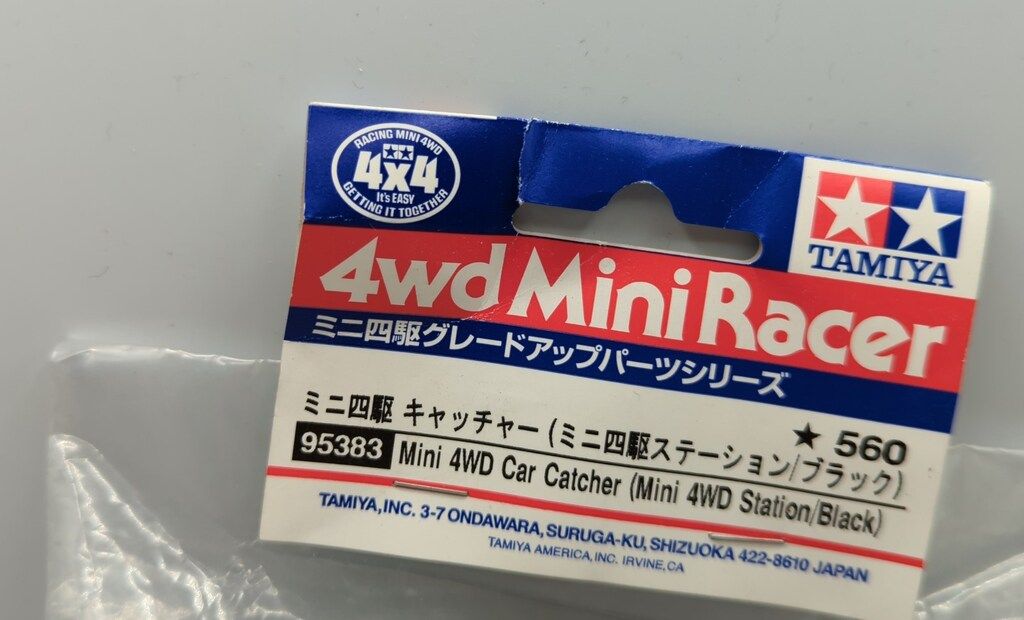 RACING MINI 4WD
4x4
It's EASY
GETTING IT TOGETHER
TAMIYA
4wd Mini Racer
ミニ四駆グレードアップパーツシリーズ
★ 560
ミニ四駆 キャッチャー (ミニ四駆ステーション/ブラック)
95383 Mini 4WD Car Catcher (Mini 4WD Station/Black)
TAMIYA, INC. 3-7 ONDAWARA, SURUGA-KU, SHIZUOKA 422-8610 JAPAN
TAMIYA AMERICA, INC. IRVINE, CA